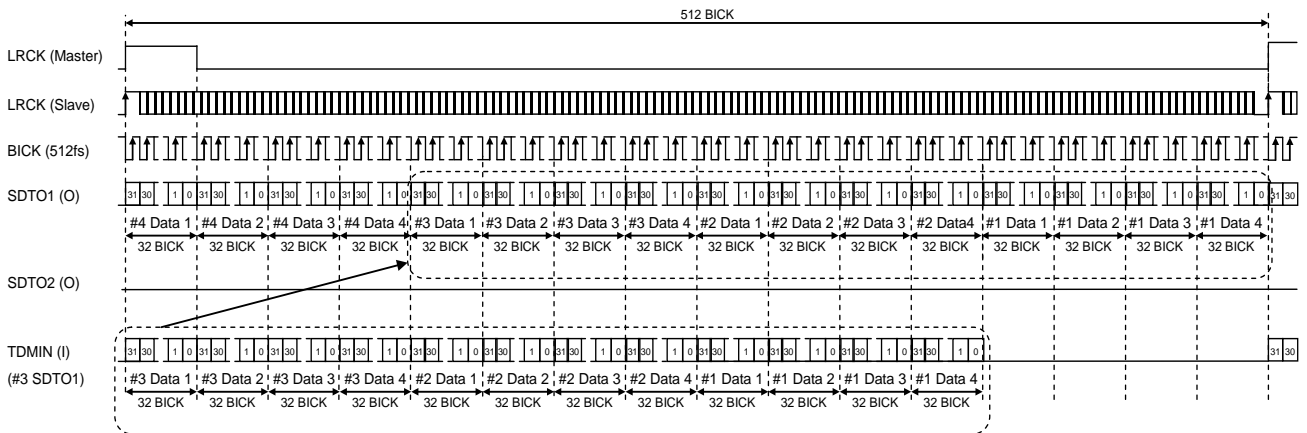 512 BICK
LRCK (Master)
LRCK (Slave)
BICK (512fs)
SDTO1 (O)
31 30 1 0 31 30 1 0 31 30 1 0 31 30 1 0 31 30 1 0 31 30 1 0 31 30 1 0 31 30 1 0 31 30 1 0 31 30 1 0 31 30 1 0 31 30 1 0 31 30 1 0 31 30 1 0 31 30 1 0 31 30 1 0 31 30
#4 Data 1 #4 Data 2 #4 Data 3 #4 Data 4 #3 Data 1 #3 Data 2 #3 Data 3 #3 Data 4 #2 Data 1 #2 Data 2 #2 Data 3 #2 Data4 #1 Data 1 #1 Data 2 #1 Data 3 #1 Data 4
32 BICK 32 BICK 32 BICK 32 BICK 32 BICK 32 BICK 32 BICK 32 BICK 32 BICK 32 BICK 32 BICK 32 BICK 32 BICK 32 BICK 32 BICK 32 BICK
SDTO2 (O)
TDMIN (I)
31 30 1 0 31 30 1 0 31 30 1 0 31 30 1 0 31 30 1 0 31 30 1 0 31 30 1 0 31 30 1 0 31 30 1 0 31 30 1 0 31 30 1 0 31 30 1 0 31 30
(#3 SDTO1)
#3 Data 1 #3 Data 2 #3 Data 3 #3 Data 4 #2 Data 1 #2 Data 2 #2 Data 3 #2 Data 4 #1 Data 1 #1 Data 2 #1 Data 3 #1 Data 4
32 BICK 32 BICK 32 BICK 32 BICK 32 BICK 32 BICK 32 BICK 32 BICK 32 BICK 32 BICK 32 BICK 32 BICK